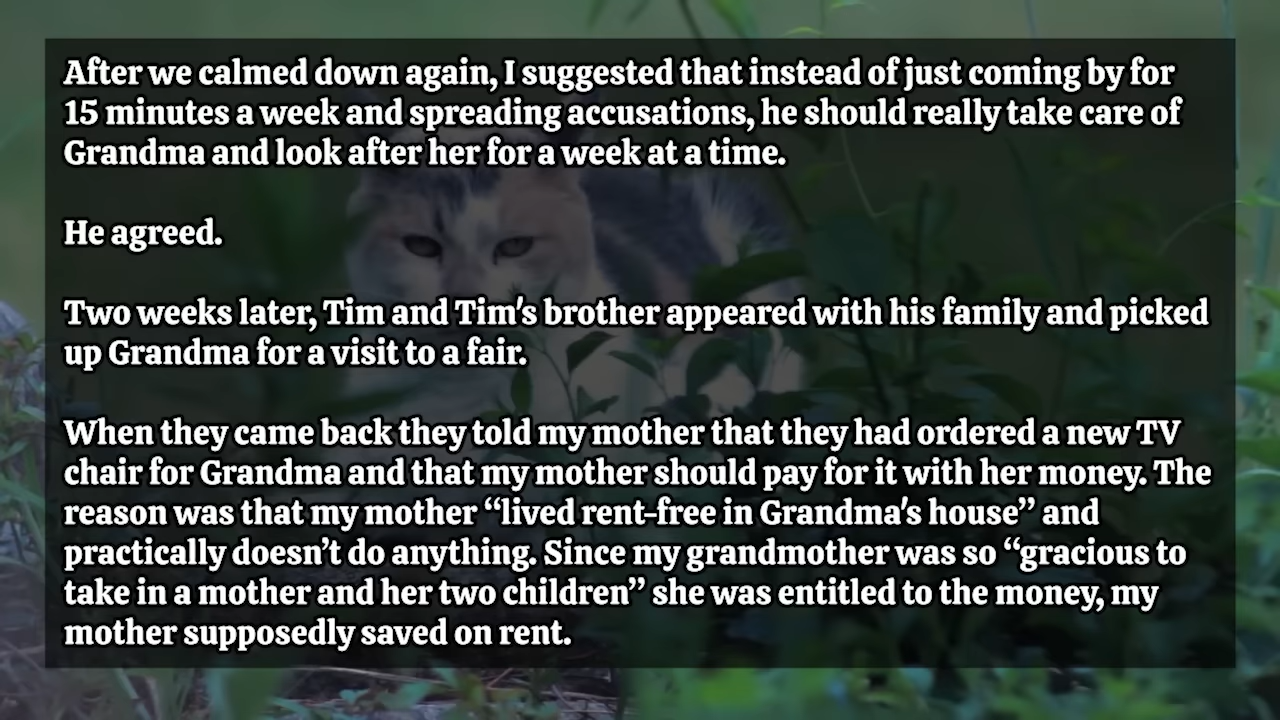 After we calmed down again, I suggested that instead of just coming by for
15 minutes a week and spreading accusations, he should really take care of
Grandma and look after her for a week at a time.
He agreed.
Two weeks later, Tim and Tim's brother appeared with his family and picked
up Grandma for a visit to a fair.
When they came back they told my mother that they had ordered a new TV
chair for Grandma and that my mother should pay for it with her money. The
reason was that my mother “lived rent-free in Grandma's house” and
practically doesn’t do anything. Since my grandmother was so “gracious to
take in a mother and her two children” she was entitled to the money, my
mother supposedly saved on rent.